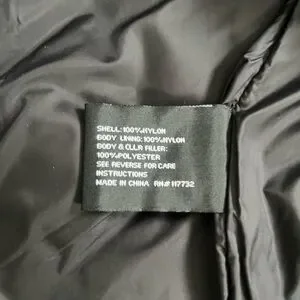 SHELL: 100% NYLON
BODY LINING: 100% NYLON
BODY & CLLR FILLER:
100% POLYESTER
SEE REVERSE FOR CARE
INSTRUCTIONS
MADE IN CHINA RN# 117732